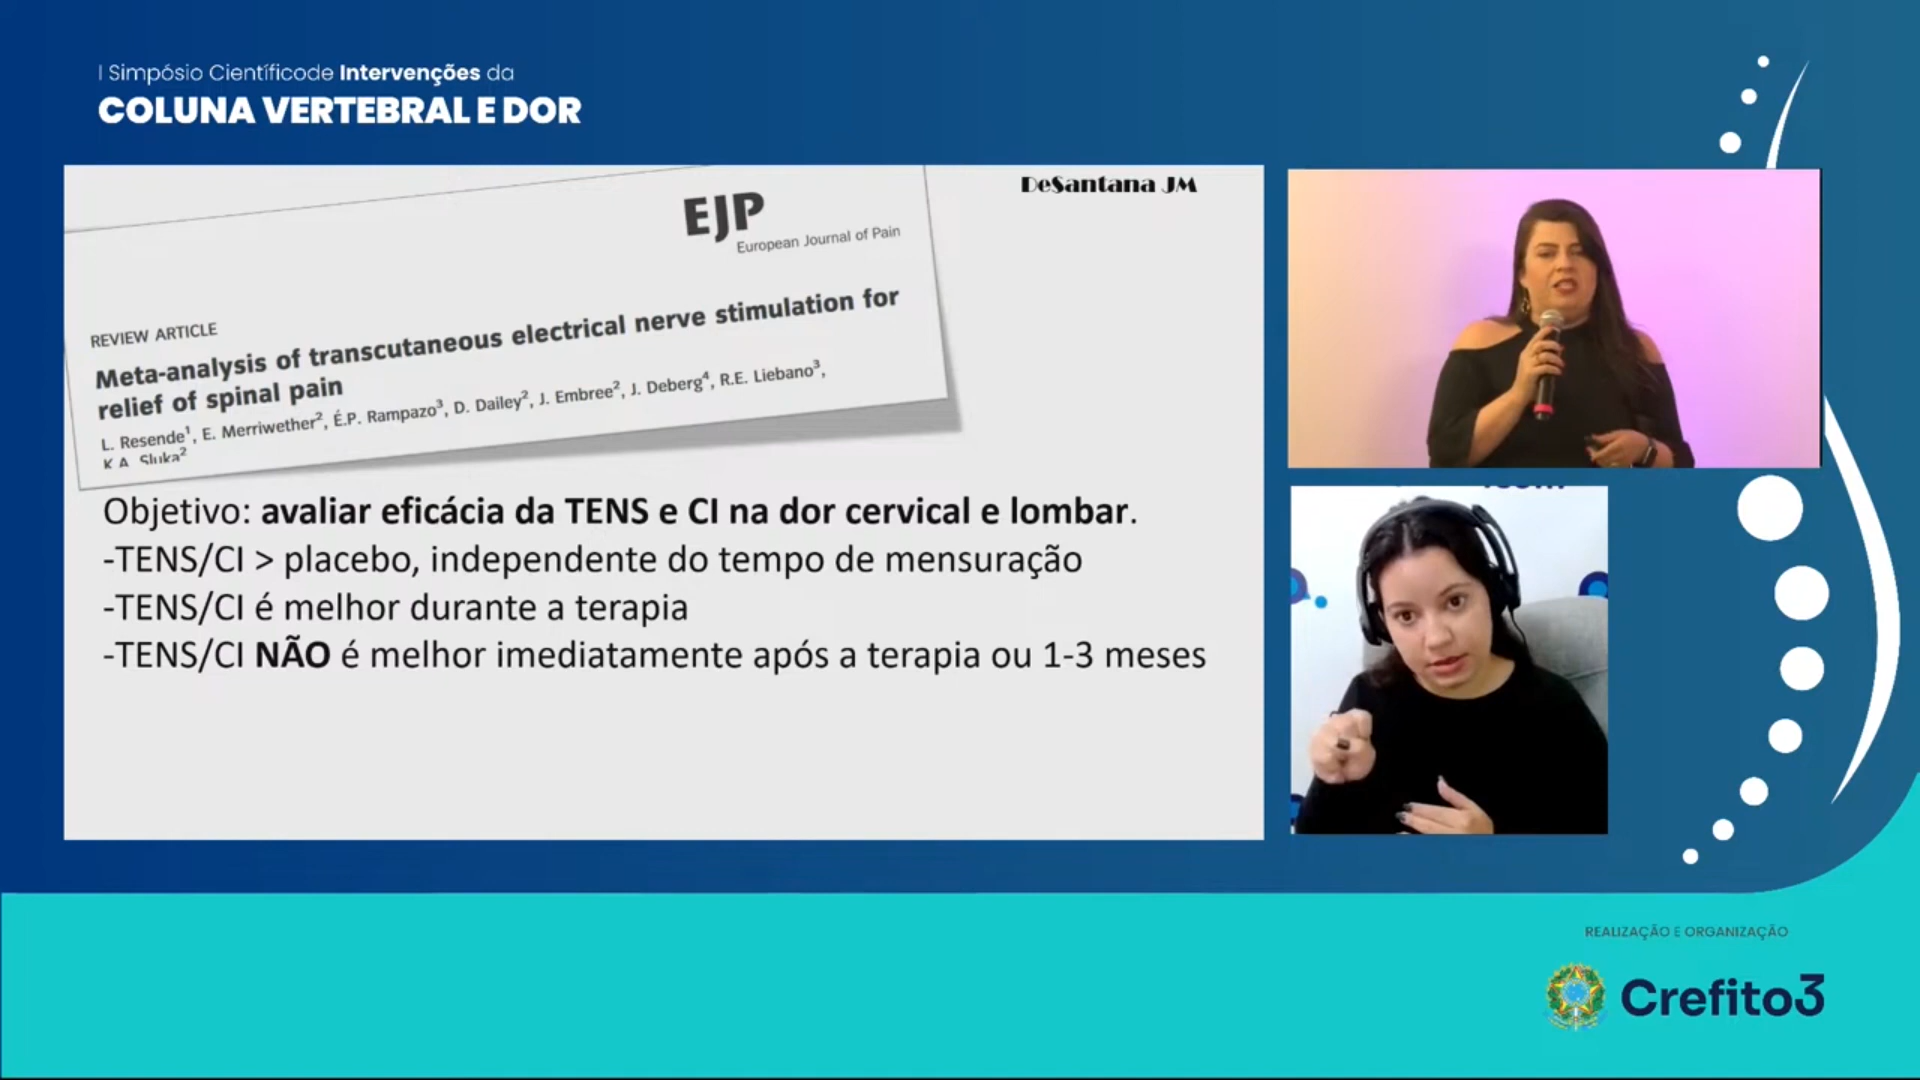 I Simpósio Científicode Intervenções da
COLUNA VERTEBRAL E DOR
DeSantana JM
EJP
European Journal of Pain
REVIEW ARTICLE
Meta-analysis of transcutaneous electrical nerve stimulation for
relief of spinal pain
L. Resende¹, E. Merriwether², É.P. Rampazo³, D. Dailey², J. Embree², J. Deberg⁴, R.E. Liebano³,
K.A. Sluka²
Objetivo: avaliar eficácia da TENS e CI na dor cervical e lombar.
-TENS/CI > placebo, independente do tempo de mensuração
-TENS/CI é melhor durante a terapia
-TENS/CI NÃO é melhor imediatamente após a terapia ou 1-3 meses
REALIZAÇÃO E ORGANIZAÇÃO
Crefito3